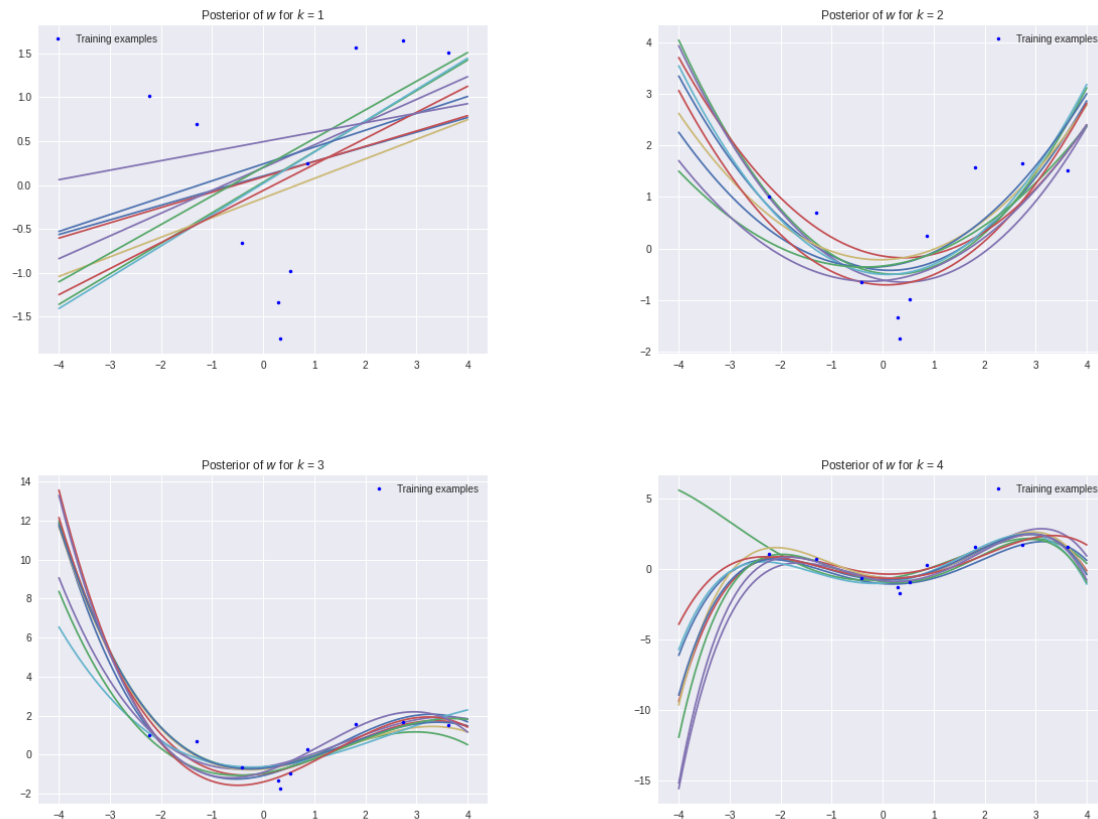 Posterior of w for k = 1
Training examples
1.5
1.0
0.5
0.0
−0.5
−1.0
−1.5
−4 −3 −2 −1 0 1 2 3 4
Posterior of w for k = 2
Training examples
4
3
2
1
0
−1
−2
−4 −3 −2 −1 0 1 2 3 4
Posterior of w for k = 3
Training examples
14
12
10
8
6
4
2
0
−2
−4 −3 −2 −1 0 1 2 3 4
Posterior of w for k = 4
Training examples
5
0
−5
−10
−15
−4 −3 −2 −1 0 1 2 3 4